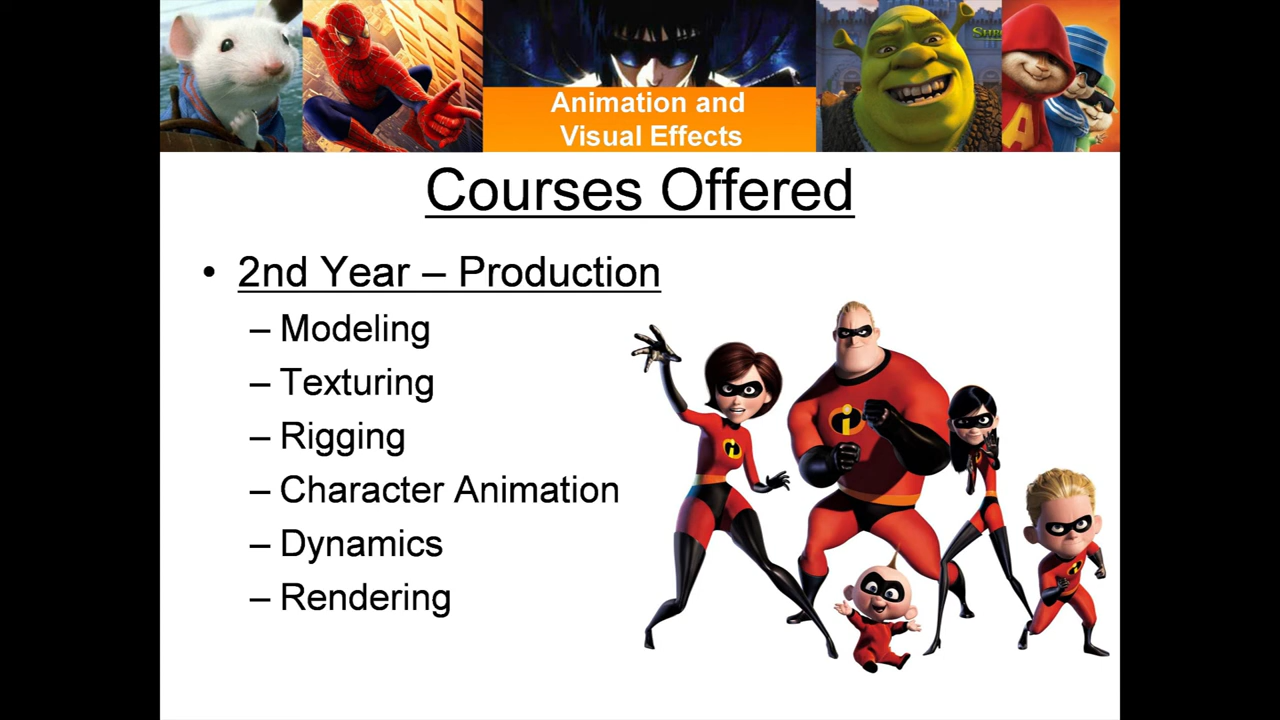 Animation and
Visual Effects
Courses Offered
• 2nd Year – Production
– Modeling
– Texturing
– Rigging
– Character Animation
– Dynamics
– Rendering